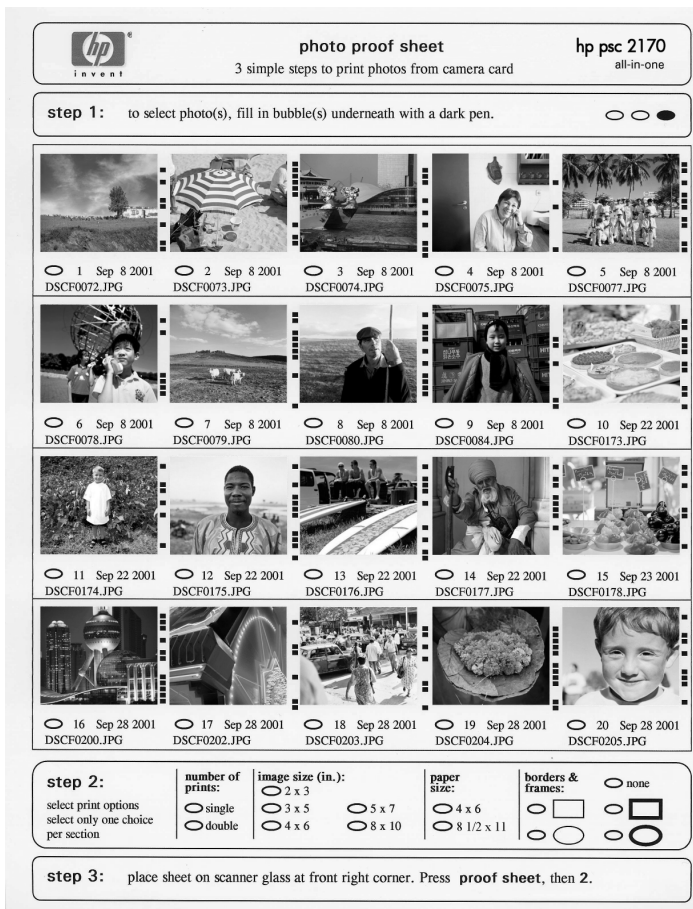 hp
®
invent
photo proof sheet
3 simple steps to print photos from camera card
hp psc 2170
all-in-one
step 1: to select photo(s), fill in bubble(s) underneath with a dark pen.
1 Sep 8 2001
DSCF0072.JPG
2 Sep 8 2001
DSCF0073.JPG
3 Sep 8 2001
DSCF0074.JPG
4 Sep 8 2001
DSCF0075.JPG
5 Sep 8 2001
DSCF0077.JPG
6 Sep 8 2001
DSCF0078.JPG
7 Sep 8 2001
DSCF0079.JPG
8 Sep 8 2001
DSCF0080.JPG
9 Sep 8 2001
DSCF0084.JPG
10 Sep 22 2001
DSCF0173.JPG
11 Sep 22 2001
DSCF0174.JPG
12 Sep 22 2001
DSCF0175.JPG
13 Sep 22 2001
DSCF0176.JPG
14 Sep 22 2001
DSCF0177.JPG
15 Sep 23 2001
DSCF0178.JPG
16 Sep 28 2001
DSCF0200.JPG
17 Sep 28 2001
DSCF0202.JPG
18 Sep 28 2001
DSCF0203.JPG
19 Sep 28 2001
DSCF0204.JPG
20 Sep 28 2001
DSCF0205.JPG
step 2:
select print options
select only one choice
per section
number of
prints:
single
double
image size (in.):
2 x 3
3 x 5
5 x 7
4 x 6
8 x 10
paper
size:
4 x 6
8 1/2 x 11
borders &
frames:
none
step 3: place sheet on scanner glass at front right corner. Press proof sheet, then 2.